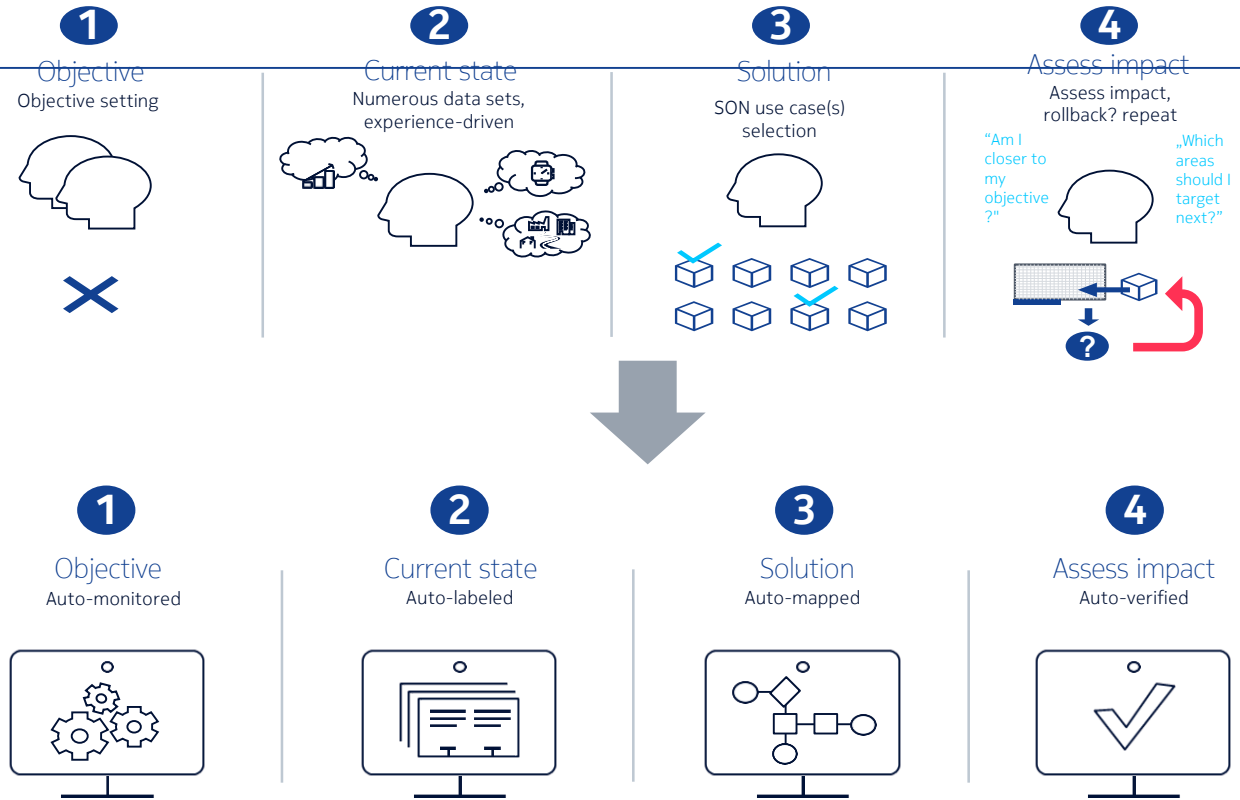 1
Objective
Objective setting
2
Current state
Numerous data sets,
experience-driven
3
Solution
SON use case(s)
selection
4
Assess impact
Assess impact,
rollback? repeat
“Am I
closer to
my
objective
?"
„Which
areas
should I
target
next?”
?
1
Objective
Auto-monitored
2
Current state
Auto-labeled
3
Solution
Auto-mapped
4
Assess impact
Auto-verified